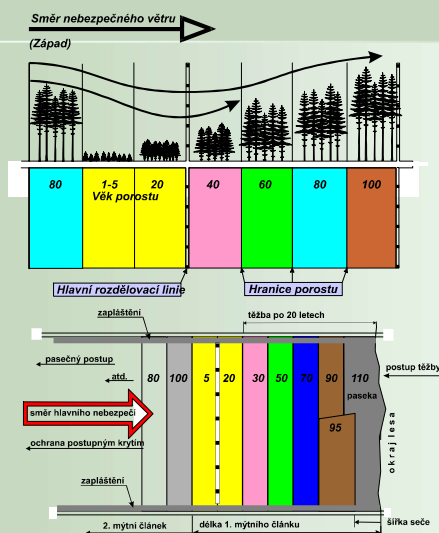 Směr nebezpečného větru
(Západ)
80 1-5 20 40 60 80 100
Věk porostu
Hlavní rozdělovací linie Hranice porostu
zapláštění těžba po 20 letech
pasečný postup
atd. 80 100 5 20 30 50 70 90 110
postup těžby
paseka
směr hlavního nebezpečí
95
ochrana postupným krytím
okraj lesa
zapláštění
šířka seče
2. mýtní článek délka 1. mýtního článku